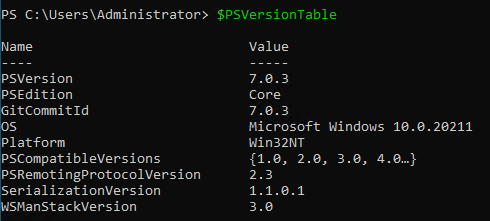 PS C:\Users\Administrator> $PSVersionTable
Name                           Value
----                           -----
PSVersion                      7.0.3
PSEdition                      Core
GitCommitId                    7.0.3
OS                             Microsoft Windows 10.0.20211
Platform                       Win32NT
PSCompatibleVersions           {1.0, 2.0, 3.0, 4.0…}
PSRemotingProtocolVersion      2.3
SerializationVersion           1.1.0.1
WSManStackVersion              3.0